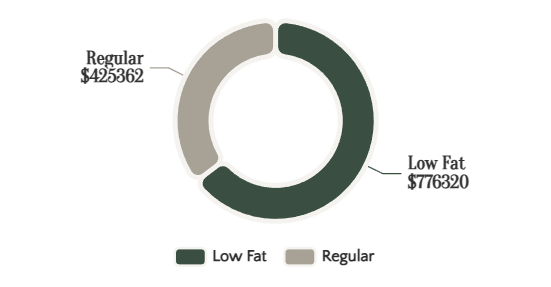 Regular
$425362
Low Fat
$776320
Low Fat
Regular